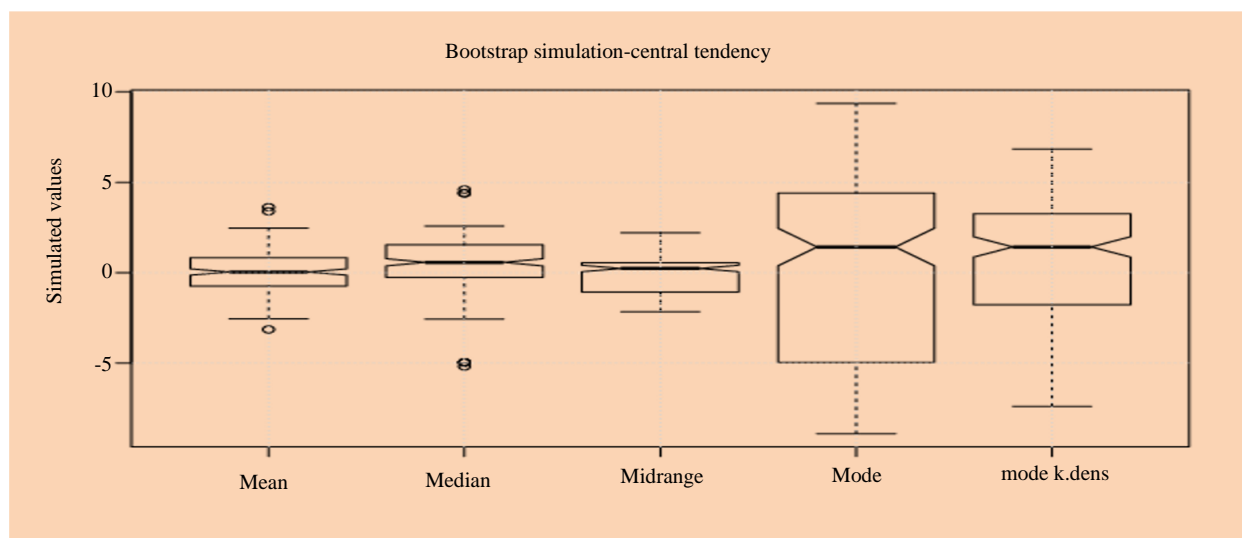 Bootstrap simulation-central tendency
Simulated values
10
5
0
-5
Mean
Median
Midrange
Mode
mode k.dens